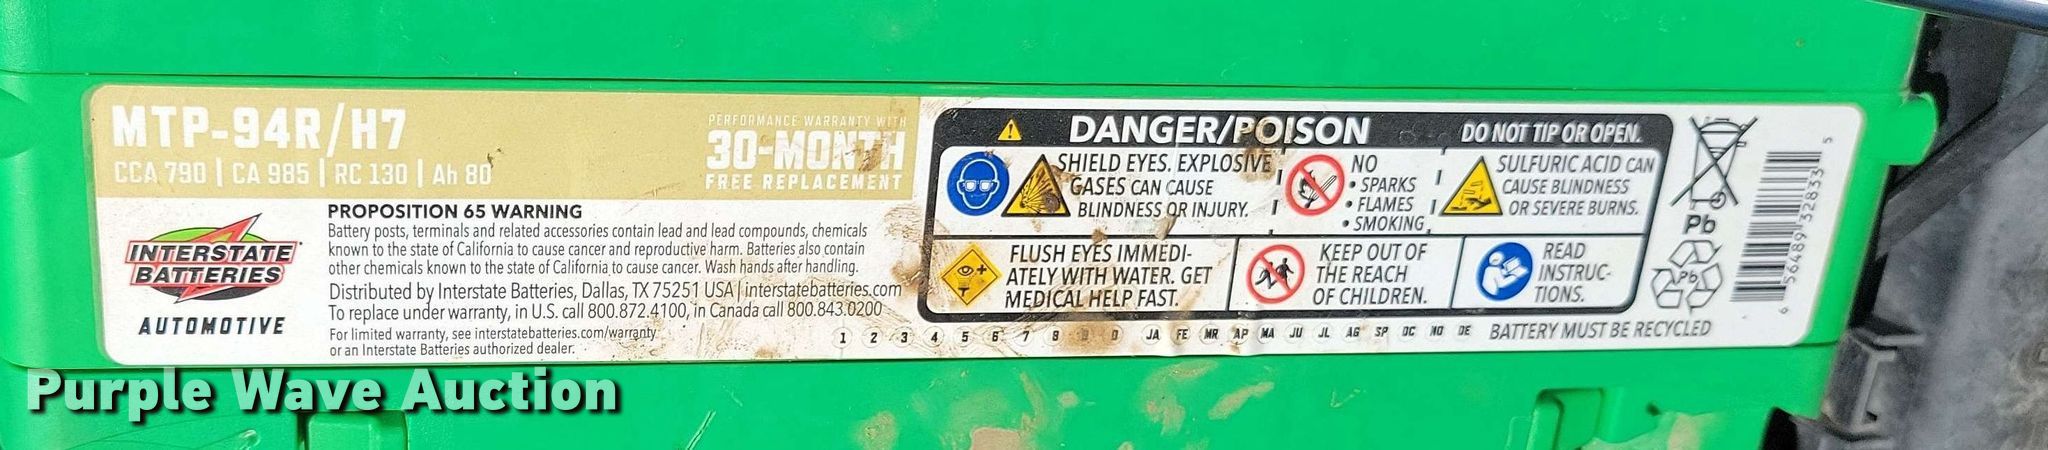 MTP-94R/H7
CCA 790 | CA 985 | RC 130 | Ah 80
PERFORMANCE WARRANTY WITH
30-MONTH
FREE REPLACEMENT
INTERSTATE
BATTERIES
AUTOMOTIVE
PROPOSITION 65 WARNING
Battery posts, terminals and related accessories contain lead and lead compounds, chemicals
known to the state of California to cause cancer and reproductive harm. Batteries also contain
other chemicals known to the state of California to cause cancer. Wash hands after handling.
Distributed by Interstate Batteries, Dallas, TX 75251 USA | interstatebatteries.com
To replace under warranty, in U.S. call 800.872.4100, in Canada call 800.843.0200
For limited warranty, see interstatebatteries.com/warranty
or an Interstate Batteries authorized dealer.
DANGER/POISON
DO NOT TIP OR OPEN.
SHIELD EYES. EXPLOSIVE
GASES CAN CAUSE
BLINDNESS OR INJURY.
NO
• SPARKS
• FLAMES
• SMOKING
SULFURIC ACID CAN
CAUSE BLINDNESS
OR SEVERE BURNS.
FLUSH EYES IMMEDI-
ATELY WITH WATER. GET
MEDICAL HELP FAST.
KEEP OUT OF
THE REACH
OF CHILDREN.
READ
INSTRUC-
TIONS.
Pb
Pb
1 2 3 4 5 6 7 8 9 0 JA FE MR AP MA JU JL AG SP OC NO DE
BATTERY MUST BE RECYCLED
6 56489 32833 5
Purple Wave Auction